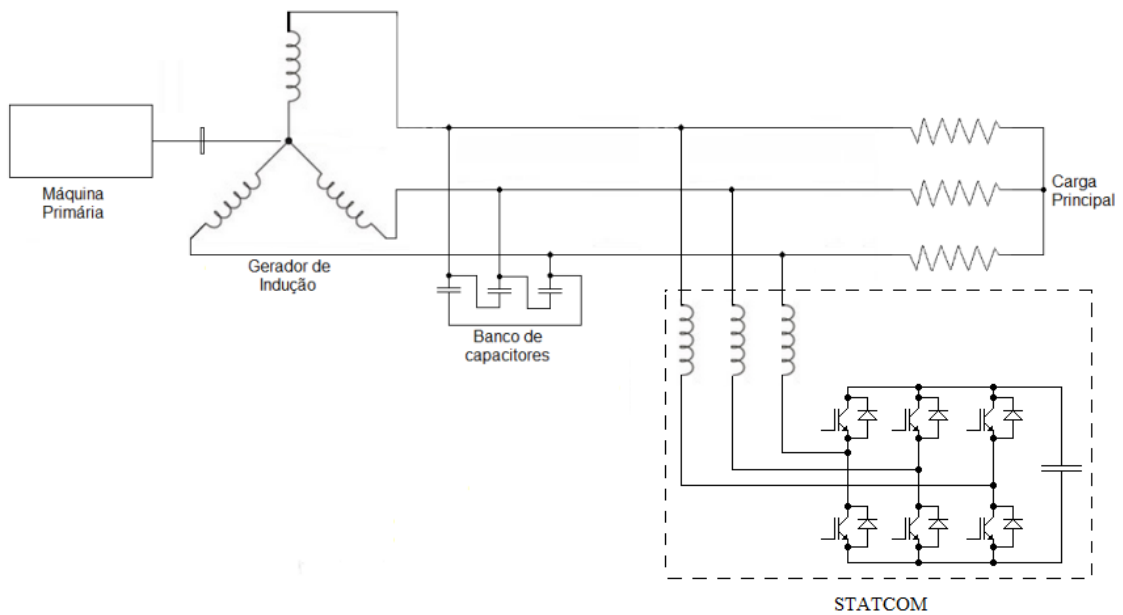 Máquina
Primária
Gerador de
Indução
Banco de
capacitores
Carga
Principal
STATCOM